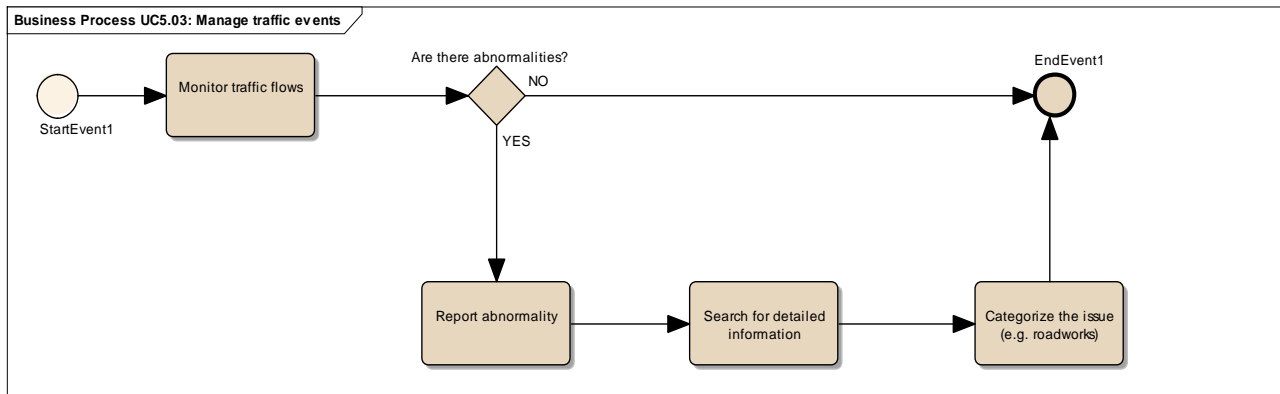 Business Process UC5.03: Manage traffic events
Are there abnormalities?
EndEvent1
Monitor traffic flows
NO
StartEvent1
YES
Report abnormality
Search for detailed
information
Categorize the issue
(e.g. roadworks)